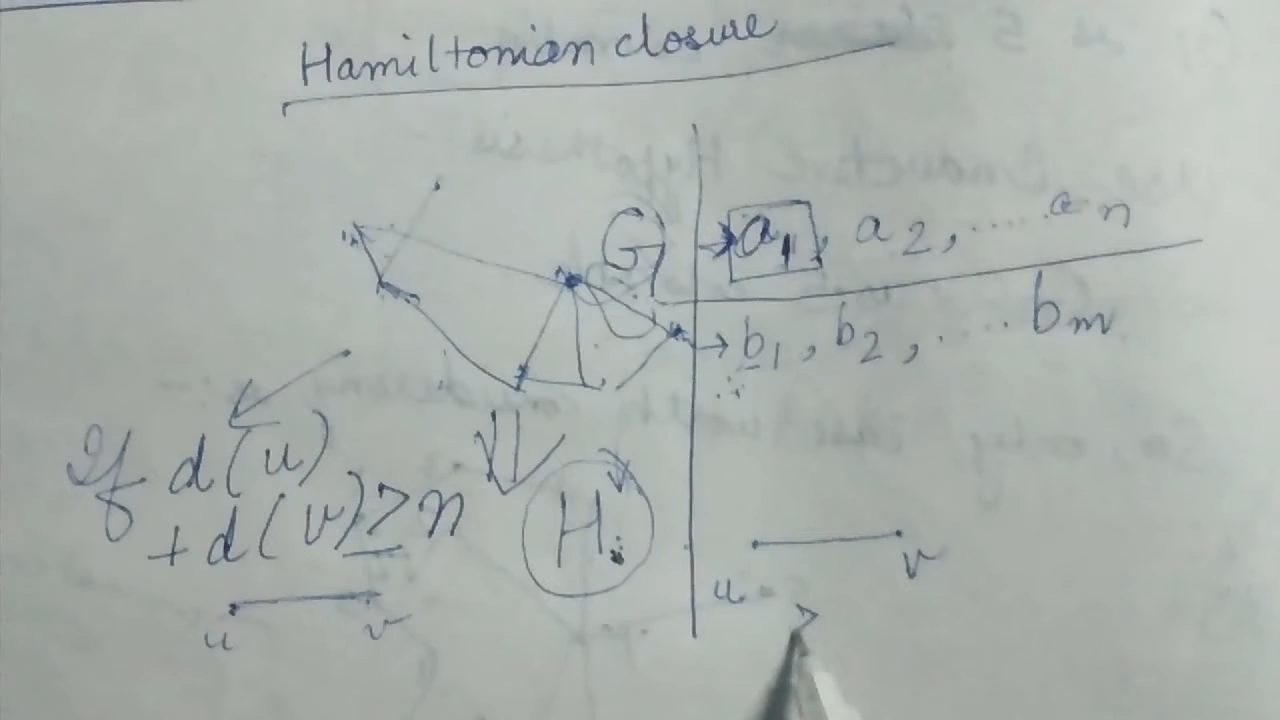 Hamiltonian closure
G
a1, a2, ..... an
b1, b2, ..... bm
If d(u)
+ d(v) ≥ n
H
u v
u v